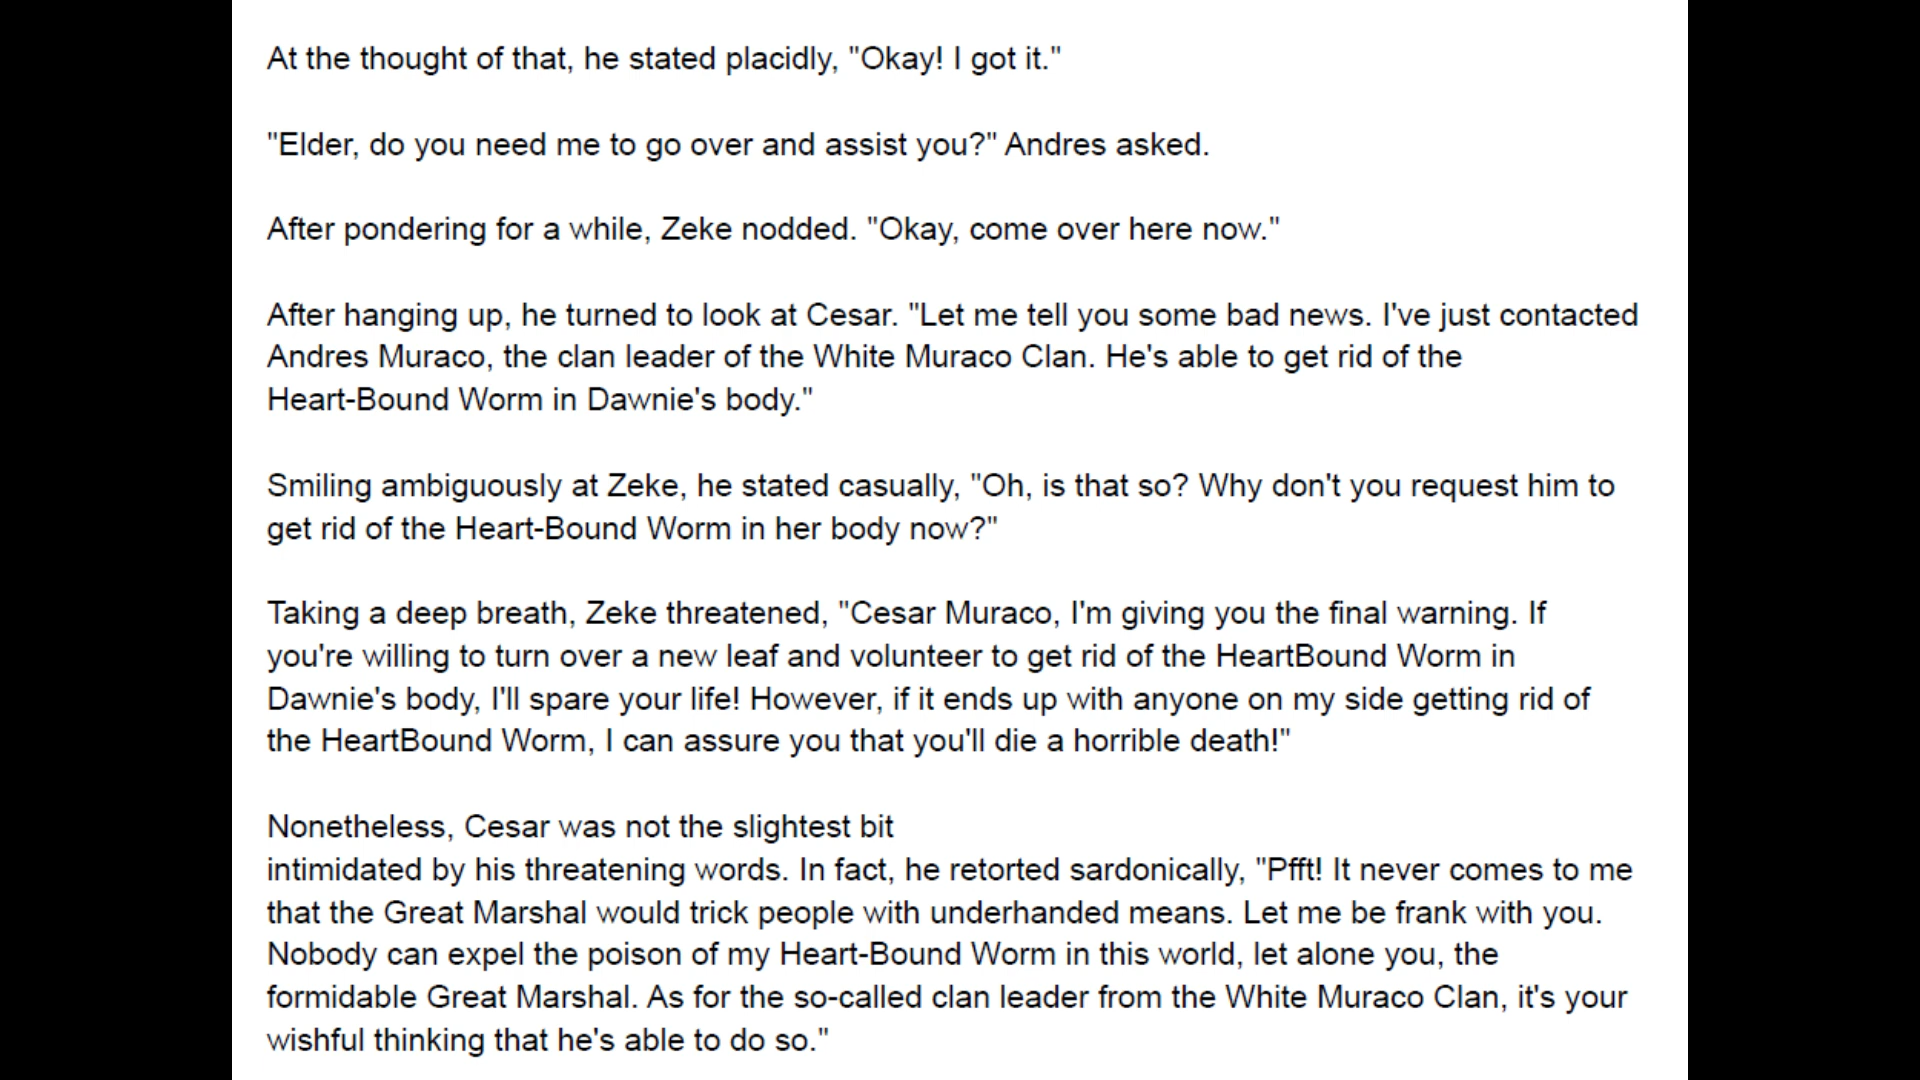 At the thought of that, he stated placidly, "Okay! I got it."
"Elder, do you need me to go over and assist you?" Andres asked.
After pondering for a while, Zeke nodded. "Okay, come over here now."
After hanging up, he turned to look at Cesar. "Let me tell you some bad news. I've just contacted
Andres Muraco, the clan leader of the White Muraco Clan. He's able to get rid of the
Heart-Bound Worm in Dawnie's body."
Smiling ambiguously at Zeke, he stated casually, "Oh, is that so? Why don't you request him to
get rid of the Heart-Bound Worm in her body now?"
Taking a deep breath, Zeke threatened, "Cesar Muraco, I'm giving you the final warning. If
you're willing to turn over a new leaf and volunteer to get rid of the HeartBound Worm in
Dawnie's body, I'll spare your life! However, if it ends up with anyone on my side getting rid of
the HeartBound Worm, I can assure you that you'll die a horrible death!"
Nonetheless, Cesar was not the slightest bit
intimidated by his threatening words. In fact, he retorted sardonically, "Pfft! It never comes to me
that the Great Marshal would trick people with underhanded means. Let me be frank with you.
Nobody can expel the poison of my Heart-Bound Worm in this world, let alone you, the
formidable Great Marshal. As for the so-called clan leader from the White Muraco Clan, it's your
wishful thinking that he's able to do so."